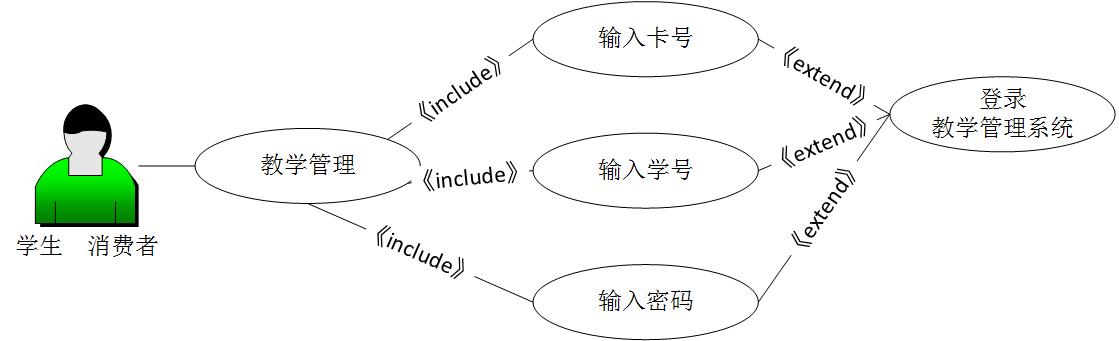 输入卡号
《include》
《extend》
登录
教学管理系统
教学管理
《include》
输入学号
《extend》
学生 消费者
《include》
输入密码
《extend》